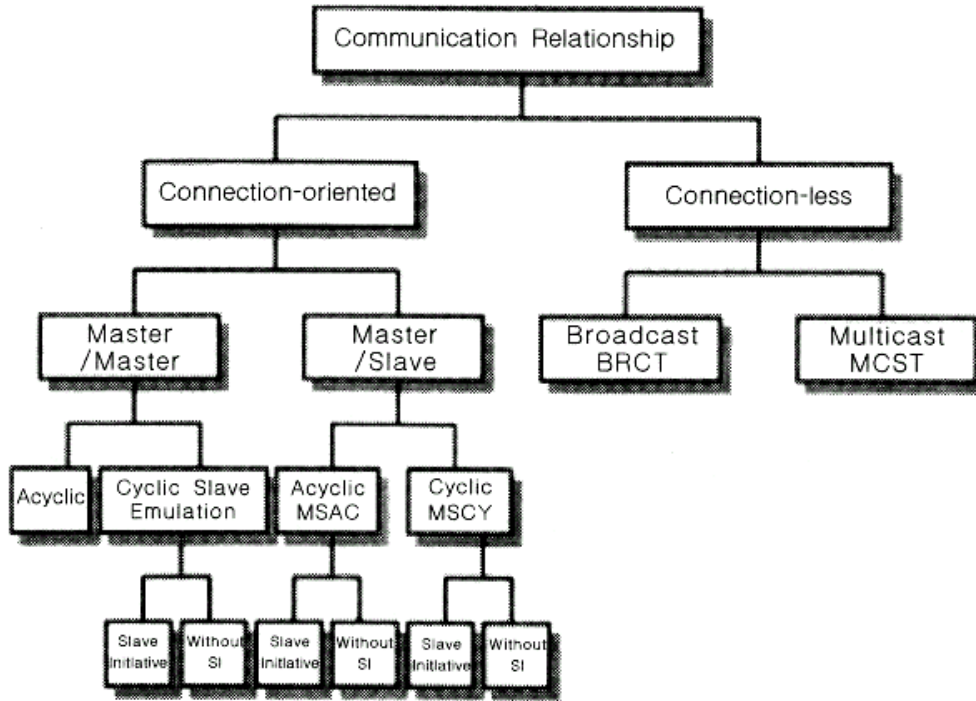 Communication Relationship
Connection-oriented
Connection-less
Master
/Master
Master
/Slave
Broadcast
BRCT
Multicast
MCST
Acyclic
Cyclic Slave
Emulation
Acyclic
MSAC
Cyclic
MSCY
Slave
Initiative
Without
SI
Slave
Initiative
Without
SI
Slave
Initiative
Without
SI